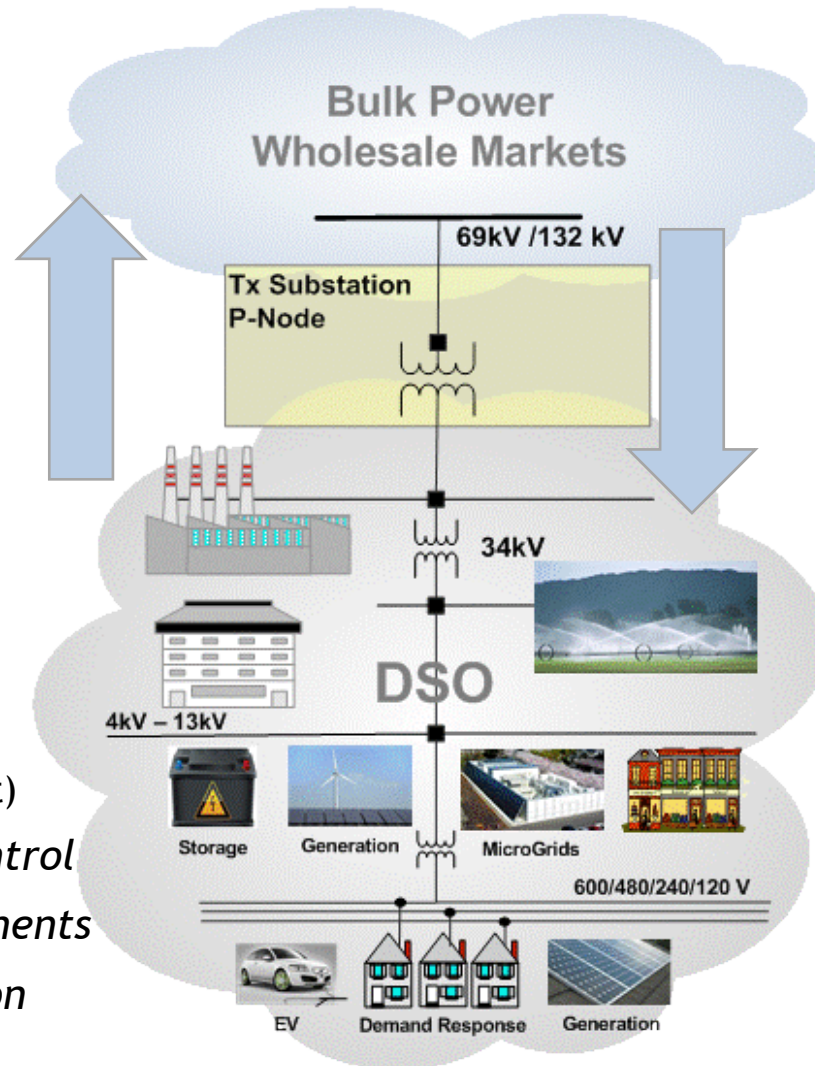 Bulk Power
Wholesale Markets
69kV /132 kV
Tx Substation
P-Node
34kV
DSO
4kV – 13kV
Storage
Generation
MicroGrids
600/480/240/120 V
EV
Demand Response
Generation